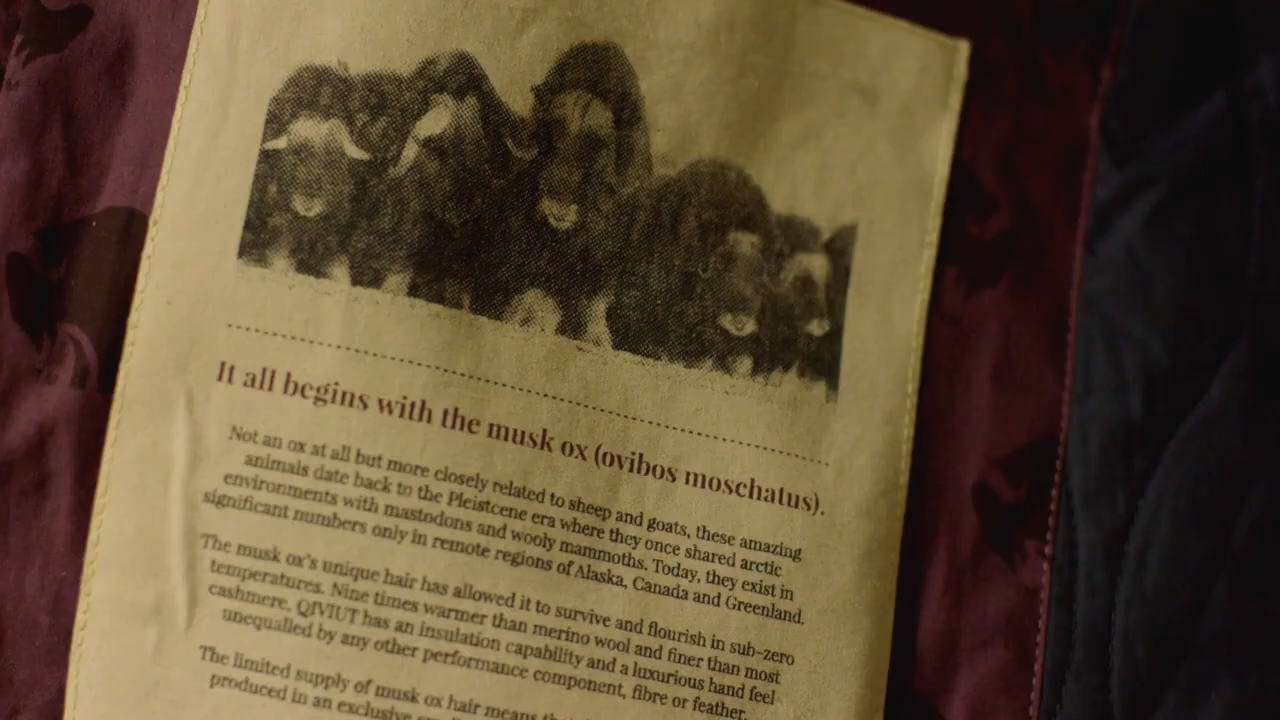 It all begins with the musk ox (ovibos moschatus).
Not an ox at all but more closely related to sheep and goats, these amazing
animals date back to the Pleistcene era where they once shared arctic
environments with mastodons and wooly mammoths. Today, they exist in
significant numbers only in remote regions of Alaska, Canada and Greenland.
The musk ox's unique hair has allowed it to survive and flourish in sub-zero
temperatures. Nine times warmer than merino wool and finer than most
cashmere, QIVIUT has an insulation capability and a luxurious hand feel
unequalled by any other performance component, fibre or feather.
The limited supply of musk ox hair means
produced in an exclusive